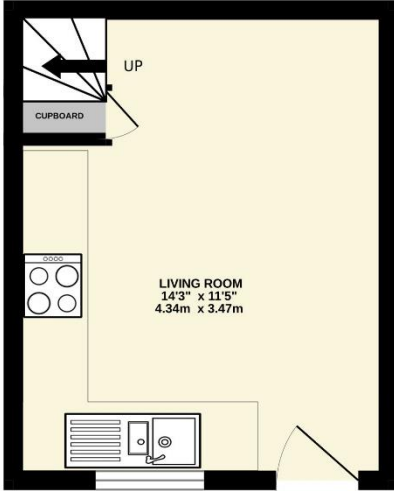 UP
CUPBOARD
LIVING ROOM
14'3" x 11'5"
4.34m x 3.47m